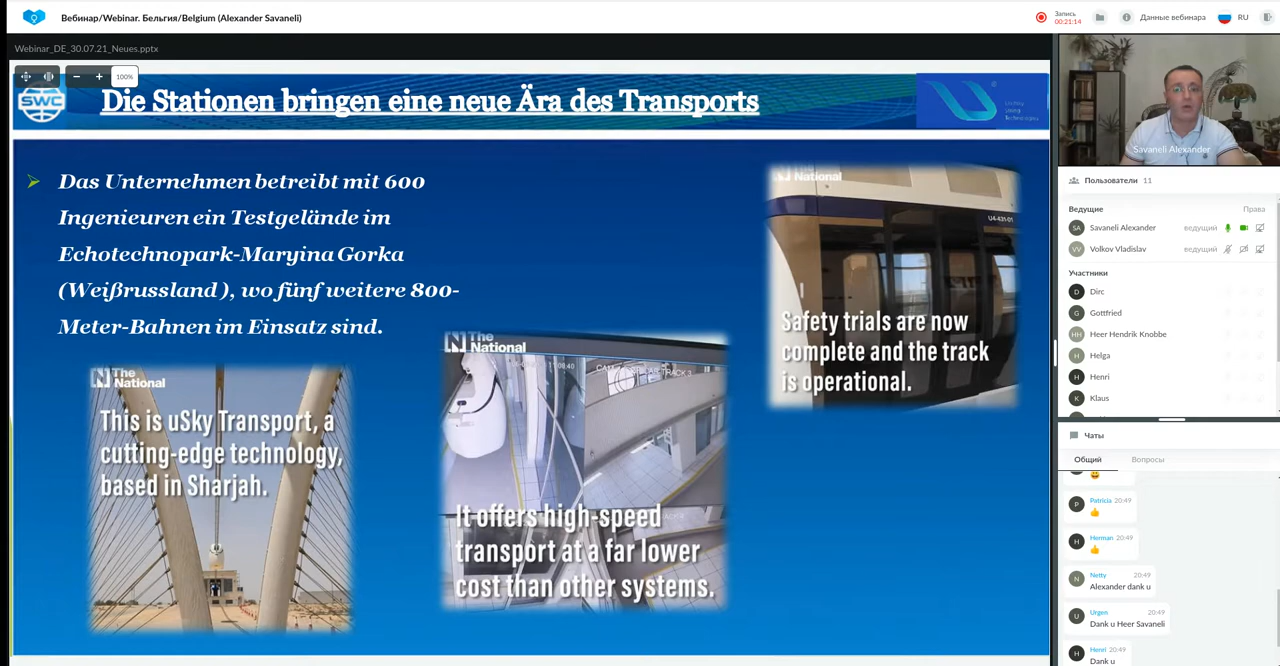 Вебинар/Webinar. Бельгия/Belgium (Alexander Savaneli)
Запись
00:21:14
Данные вебинара
RU
Webinar_DE_30.07.21_Neues.pptx
100%
SWC
Die Stationen bringen eine neue Ära des Transports
Das Unternehmen betreibt mit 600
Ingenieuren ein Testgelände im
Echotechnopark-Maryina Gorka
(Weißrussland ), wo fünf weitere 800-
Meter-Bahnen im Einsatz sind.
The
National
This is uSky Transport, a
cutting-edge technology,
based in Sharjah.
The
National
It offers high-speed
transport at a far lower
cost than other systems.
The
National
U4-431-01
Safety trials are now
complete and the track
is operational.
Savaneli Alexander
Пользователи 11
Ведущие Права
SA Savaneli Alexander ведущий
VV Volkov Vladislav ведущий
Участники
D Dirc
G Gottfried
HH Heer Hendrik Knobbe
H Helga
H Henri
K Klaus
Чаты
Общий Вопросы
P Patricia 20:49
H Herman 20:49
N Netty 20:49
Alexander dank u
U Urgen 20:49
Dank u Heer Savaneli
H Henri 20:49
Dank u